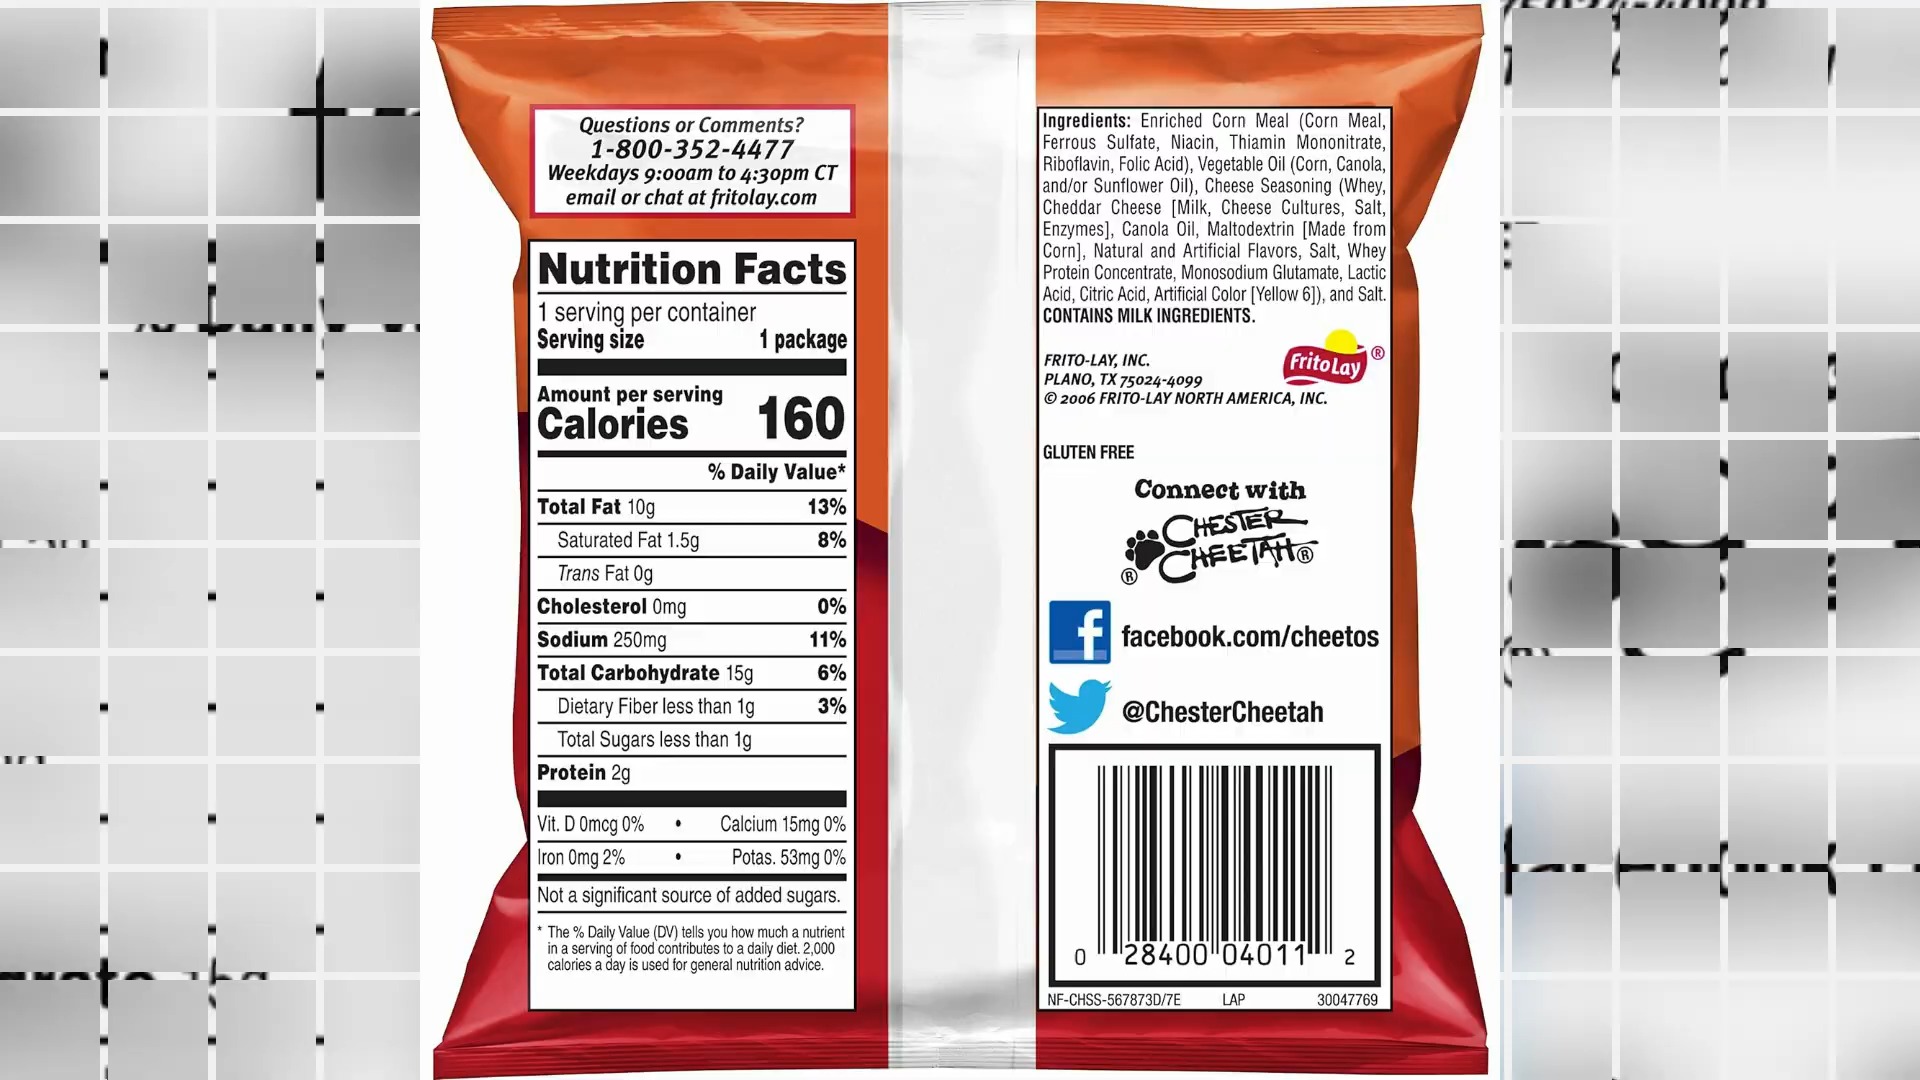 Questions or Comments?
1-800-352-4477
Weekdays 9:00am to 4:30pm CT
email or chat at fritolay.com
Nutrition Facts
1 serving per container
Serving size 1 package
Amount per serving
Calories 160
% Daily Value*
Total Fat 10g 13%
Saturated Fat 1.5g 8%
Trans Fat 0g
Cholesterol 0mg 0%
Sodium 250mg 11%
Total Carbohydrate 15g 6%
Dietary Fiber less than 1g 3%
Total Sugars less than 1g
Protein 2g
Vit. D 0mcg 0% • Calcium 15mg 0%
Iron 0mg 2% • Potas. 53mg 0%
Not a significant source of added sugars.
* The % Daily Value (DV) tells you how much a nutrient
in a serving of food contributes to a daily diet. 2,000
calories a day is used for general nutrition advice.
Ingredients: Enriched Corn Meal (Corn Meal,
Ferrous Sulfate, Niacin, Thiamin Mononitrate,
Riboflavin, Folic Acid), Vegetable Oil (Corn, Canola,
and/or Sunflower Oil), Cheese Seasoning (Whey,
Cheddar Cheese [Milk, Cheese Cultures, Salt,
Enzymes], Canola Oil, Maltodextrin [Made from
Corn], Natural and Artificial Flavors, Salt, Whey
Protein Concentrate, Monosodium Glutamate, Lactic
Acid, Citric Acid, Artificial Color [Yellow 6]), and Salt.
CONTAINS MILK INGREDIENTS.
FRITO-LAY, INC.
PLANO, TX 75024-4099
© 2006 FRITO-LAY NORTH AMERICA, INC.
Frito Lay ®
GLUTEN FREE
Connect with
CHESTER
CHEETAH®
®
f facebook.com/cheetos
@ChesterCheetah
0 28400 04011 2
NF-CHSS-567873D/7E LAP 30047769